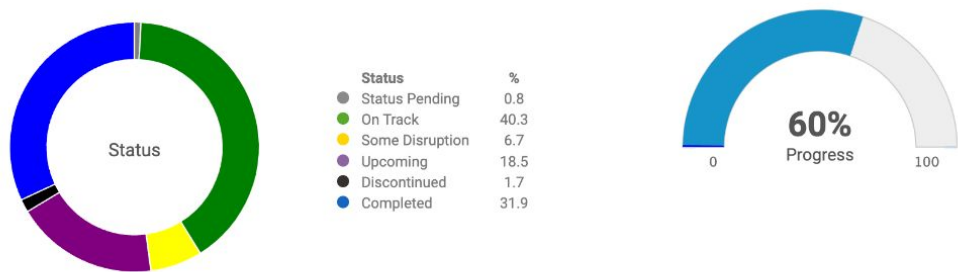 Status
Status %
Status Pending 0.8
On Track 40.3
Some Disruption 6.7
Upcoming 18.5
Discontinued 1.7
Completed 31.9
60%
Progress
0 100